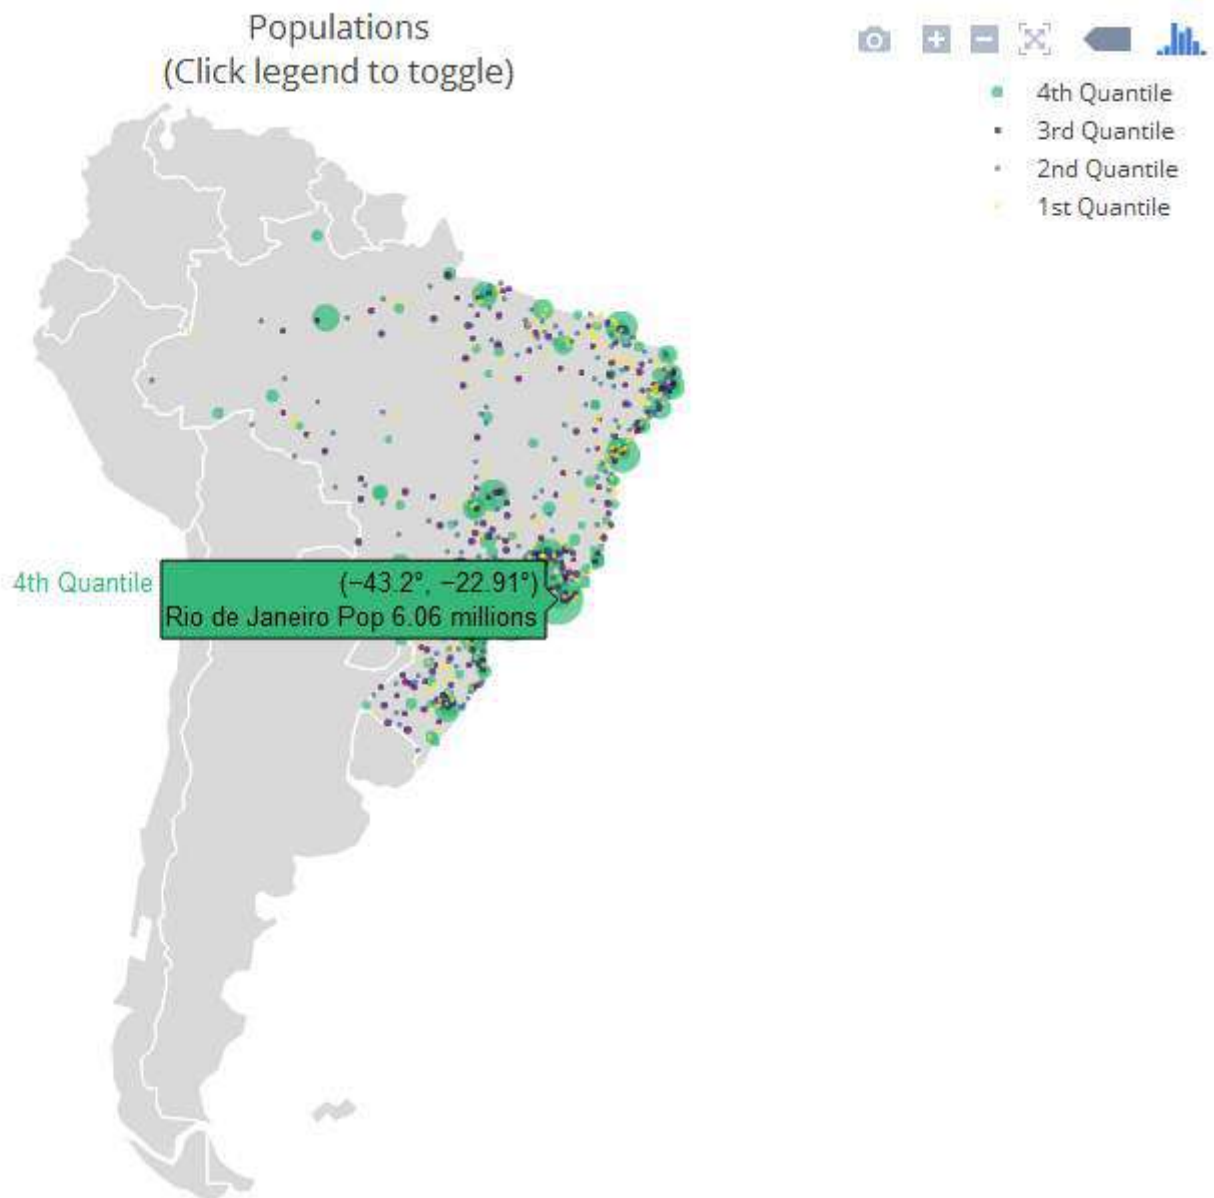 Populations
(Click legend to toggle)
4th Quantile
3rd Quantile
2nd Quantile
1st Quantile
4th Quantile
(−43.2°, −22.91°)
Rio de Janeiro Pop 6.06 millions